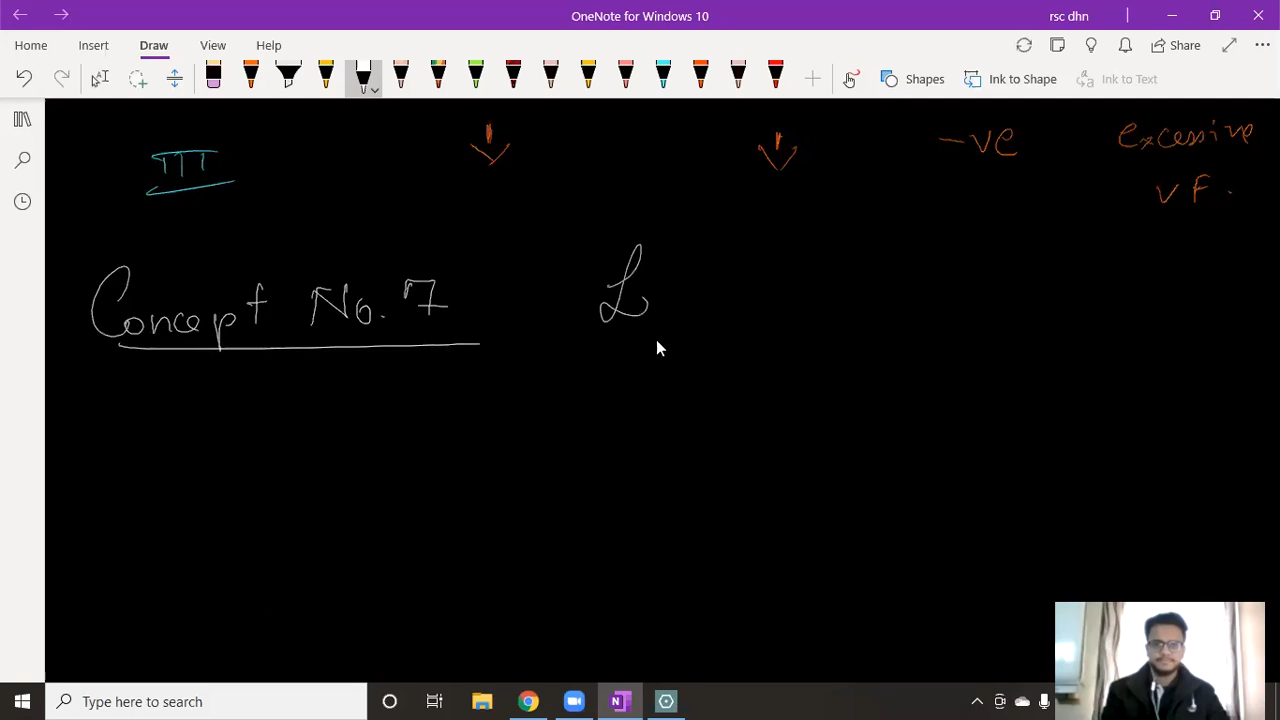 OneNote for Windows 10
rsc dhn
Home Insert Draw View Help
Share
Shapes
Ink to Shape
Ink to Text
III
-ve
excessive
VF.
Concept No. 7
L
Type here to search